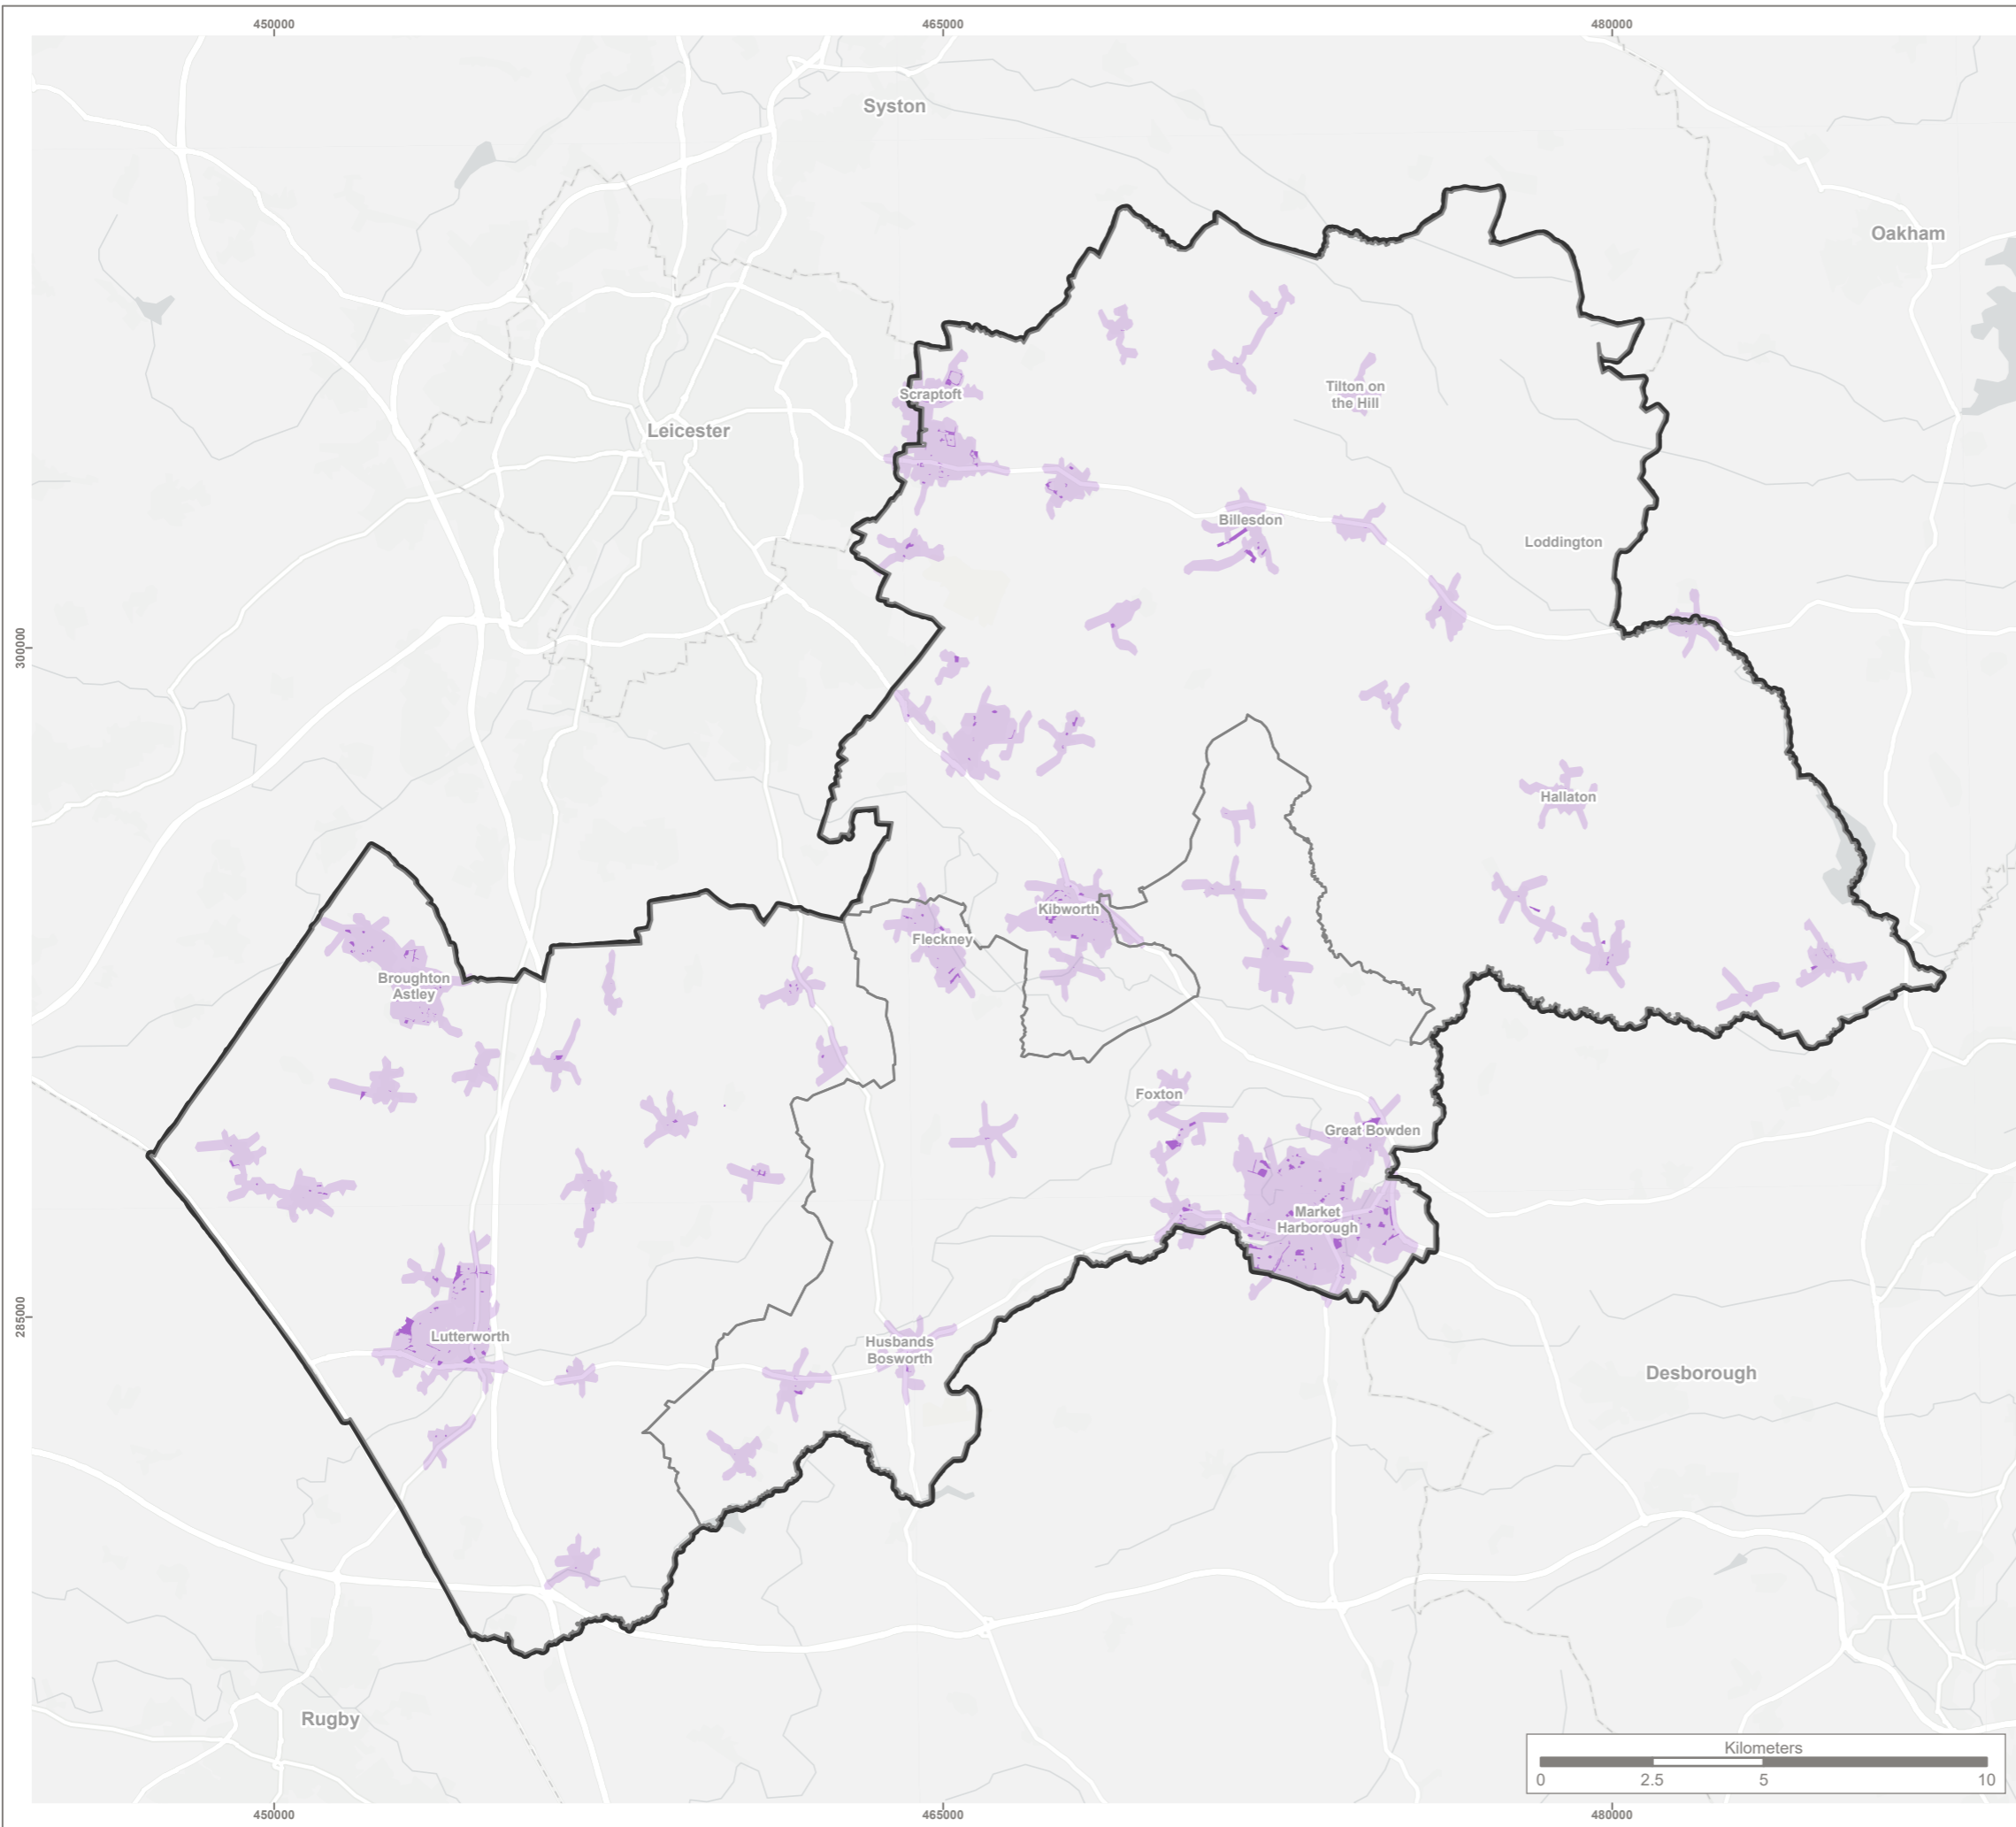 450000
465000
480000
Syston
Oakham
Scraptoft
Tilton on
the Hill
Leicester
Billesdon
Loddington
300000
Hallaton
Kibworth
Fleckney
Broughton
Astley
Foxton
Great Bowden
Market
Harborough
285000
Lutterworth
Husbands
Bosworth
Desborough
Rugby
Kilometers
0 2.5 5 10
450000
465000
480000